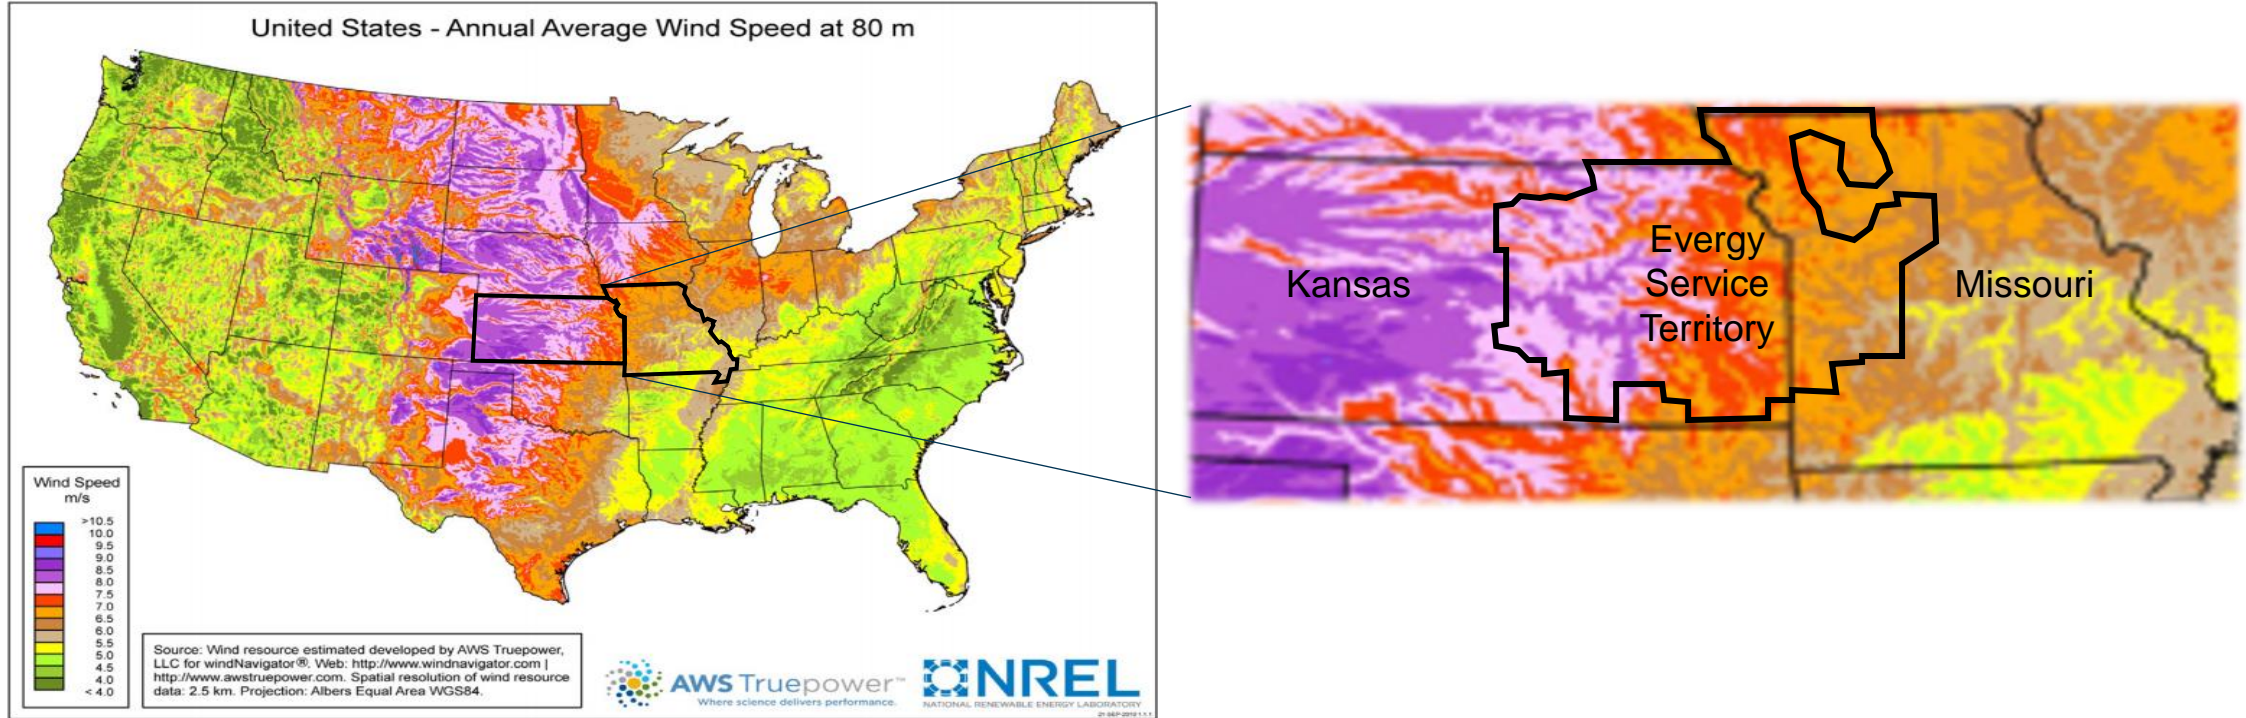 United States - Annual Average Wind Speed at 80 m
Wind Speed
m/s
>10.5
10.0
9.5
9.0
8.5
8.0
7.5
7.0
6.5
6.0
5.5
5.0
4.5
4.0
< 4.0
Source: Wind resource estimated developed by AWS Truepower,
LLC for windNavigator®. Web: http://www.windnavigator.com |
http://www.awstruepower.com. Spatial resolution of wind resource
data: 2.5 km. Projection: Albers Equal Area WGS84.
AWS Truepower™
Where science delivers performance.
NREL
NATIONAL RENEWABLE ENERGY LABORATORY
Kansas
Evergy
Service
Territory
Missouri